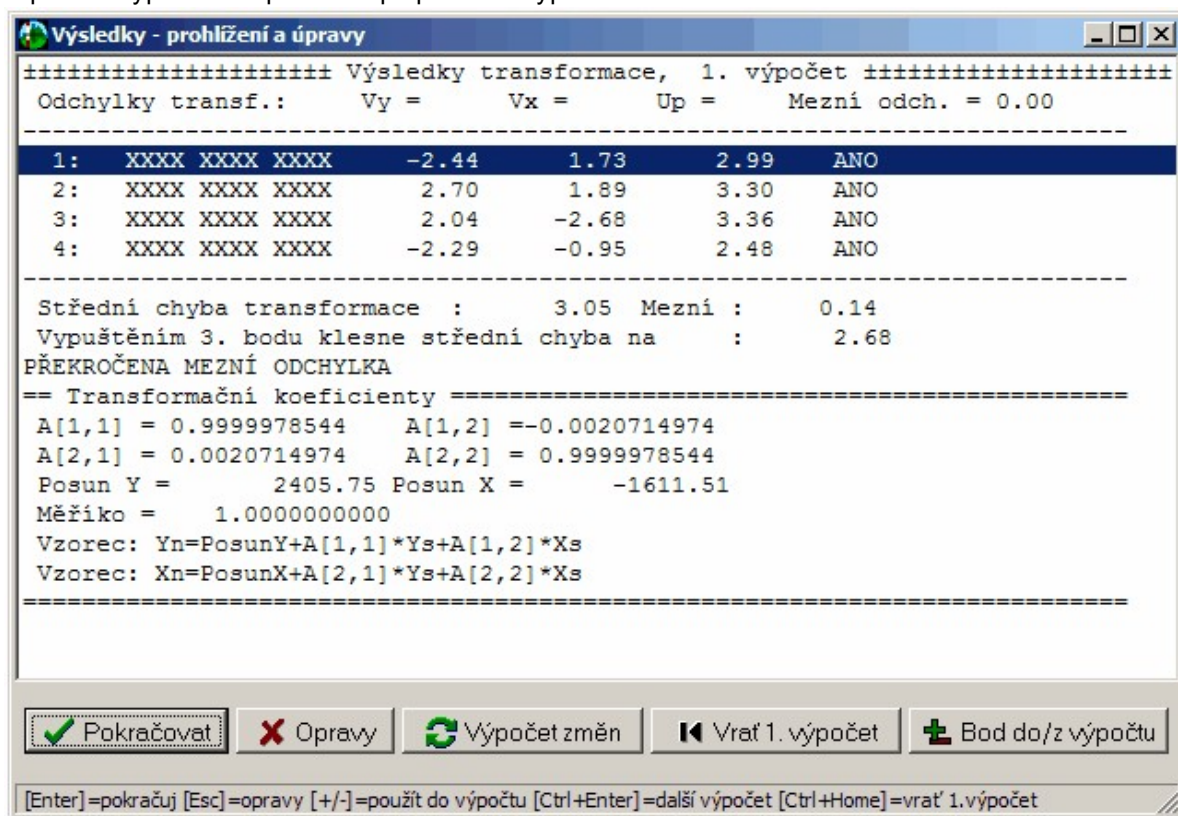 Výsledky - prohlížení a úpravy
±±±±±±±±±±±±±±±±±±±±± Výsledky transformace,  1. výpočet ±±±±±±±±±±±±±±±±±±±±±
Odchylky transf.:     Vy =      Vx =      Up =     Mezní odch. = 0.00
---------------------------------------------------------------------------
1:   XXXX XXXX XXXX     -2.44      1.73      2.99    ANO
2:   XXXX XXXX XXXX      2.70      1.89      3.30    ANO
3:   XXXX XXXX XXXX      2.04     -2.68      3.36    ANO
4:   XXXX XXXX XXXX     -2.29     -0.95      2.48    ANO
---------------------------------------------------------------------------
Střední chyba transformace  :      3.05  Mezní :     0.14
Vypuštěním 3. bodu klesne střední chyba na     :      2.68
PŘEKROČENA MEZNÍ ODCHYLKA
== Transformační koeficienty ==============================================
A[1,1] = 0.9999978544    A[1,2] =-0.0020714974
A[2,1] = 0.0020714974    A[2,2] = 0.9999978544
Posun Y =       2405.75 Posun X =      -1611.51
Měříko =    1.0000000000
Vzorec: Yn=PosunY+A[1,1]*Ys+A[1,2]*Xs
Vzorec: Xn=PosunX+A[2,1]*Ys+A[2,2]*Xs
===========================================================================
Pokračovat Opravy Výpočet změn Vrať 1. výpočet Bod do/z výpočtu
[Enter]=pokračuj [Esc]=opravy [+/-]=použít do výpočtu [Ctrl+Enter]=další výpočet [Ctrl+Home]=vrať 1.výpočet